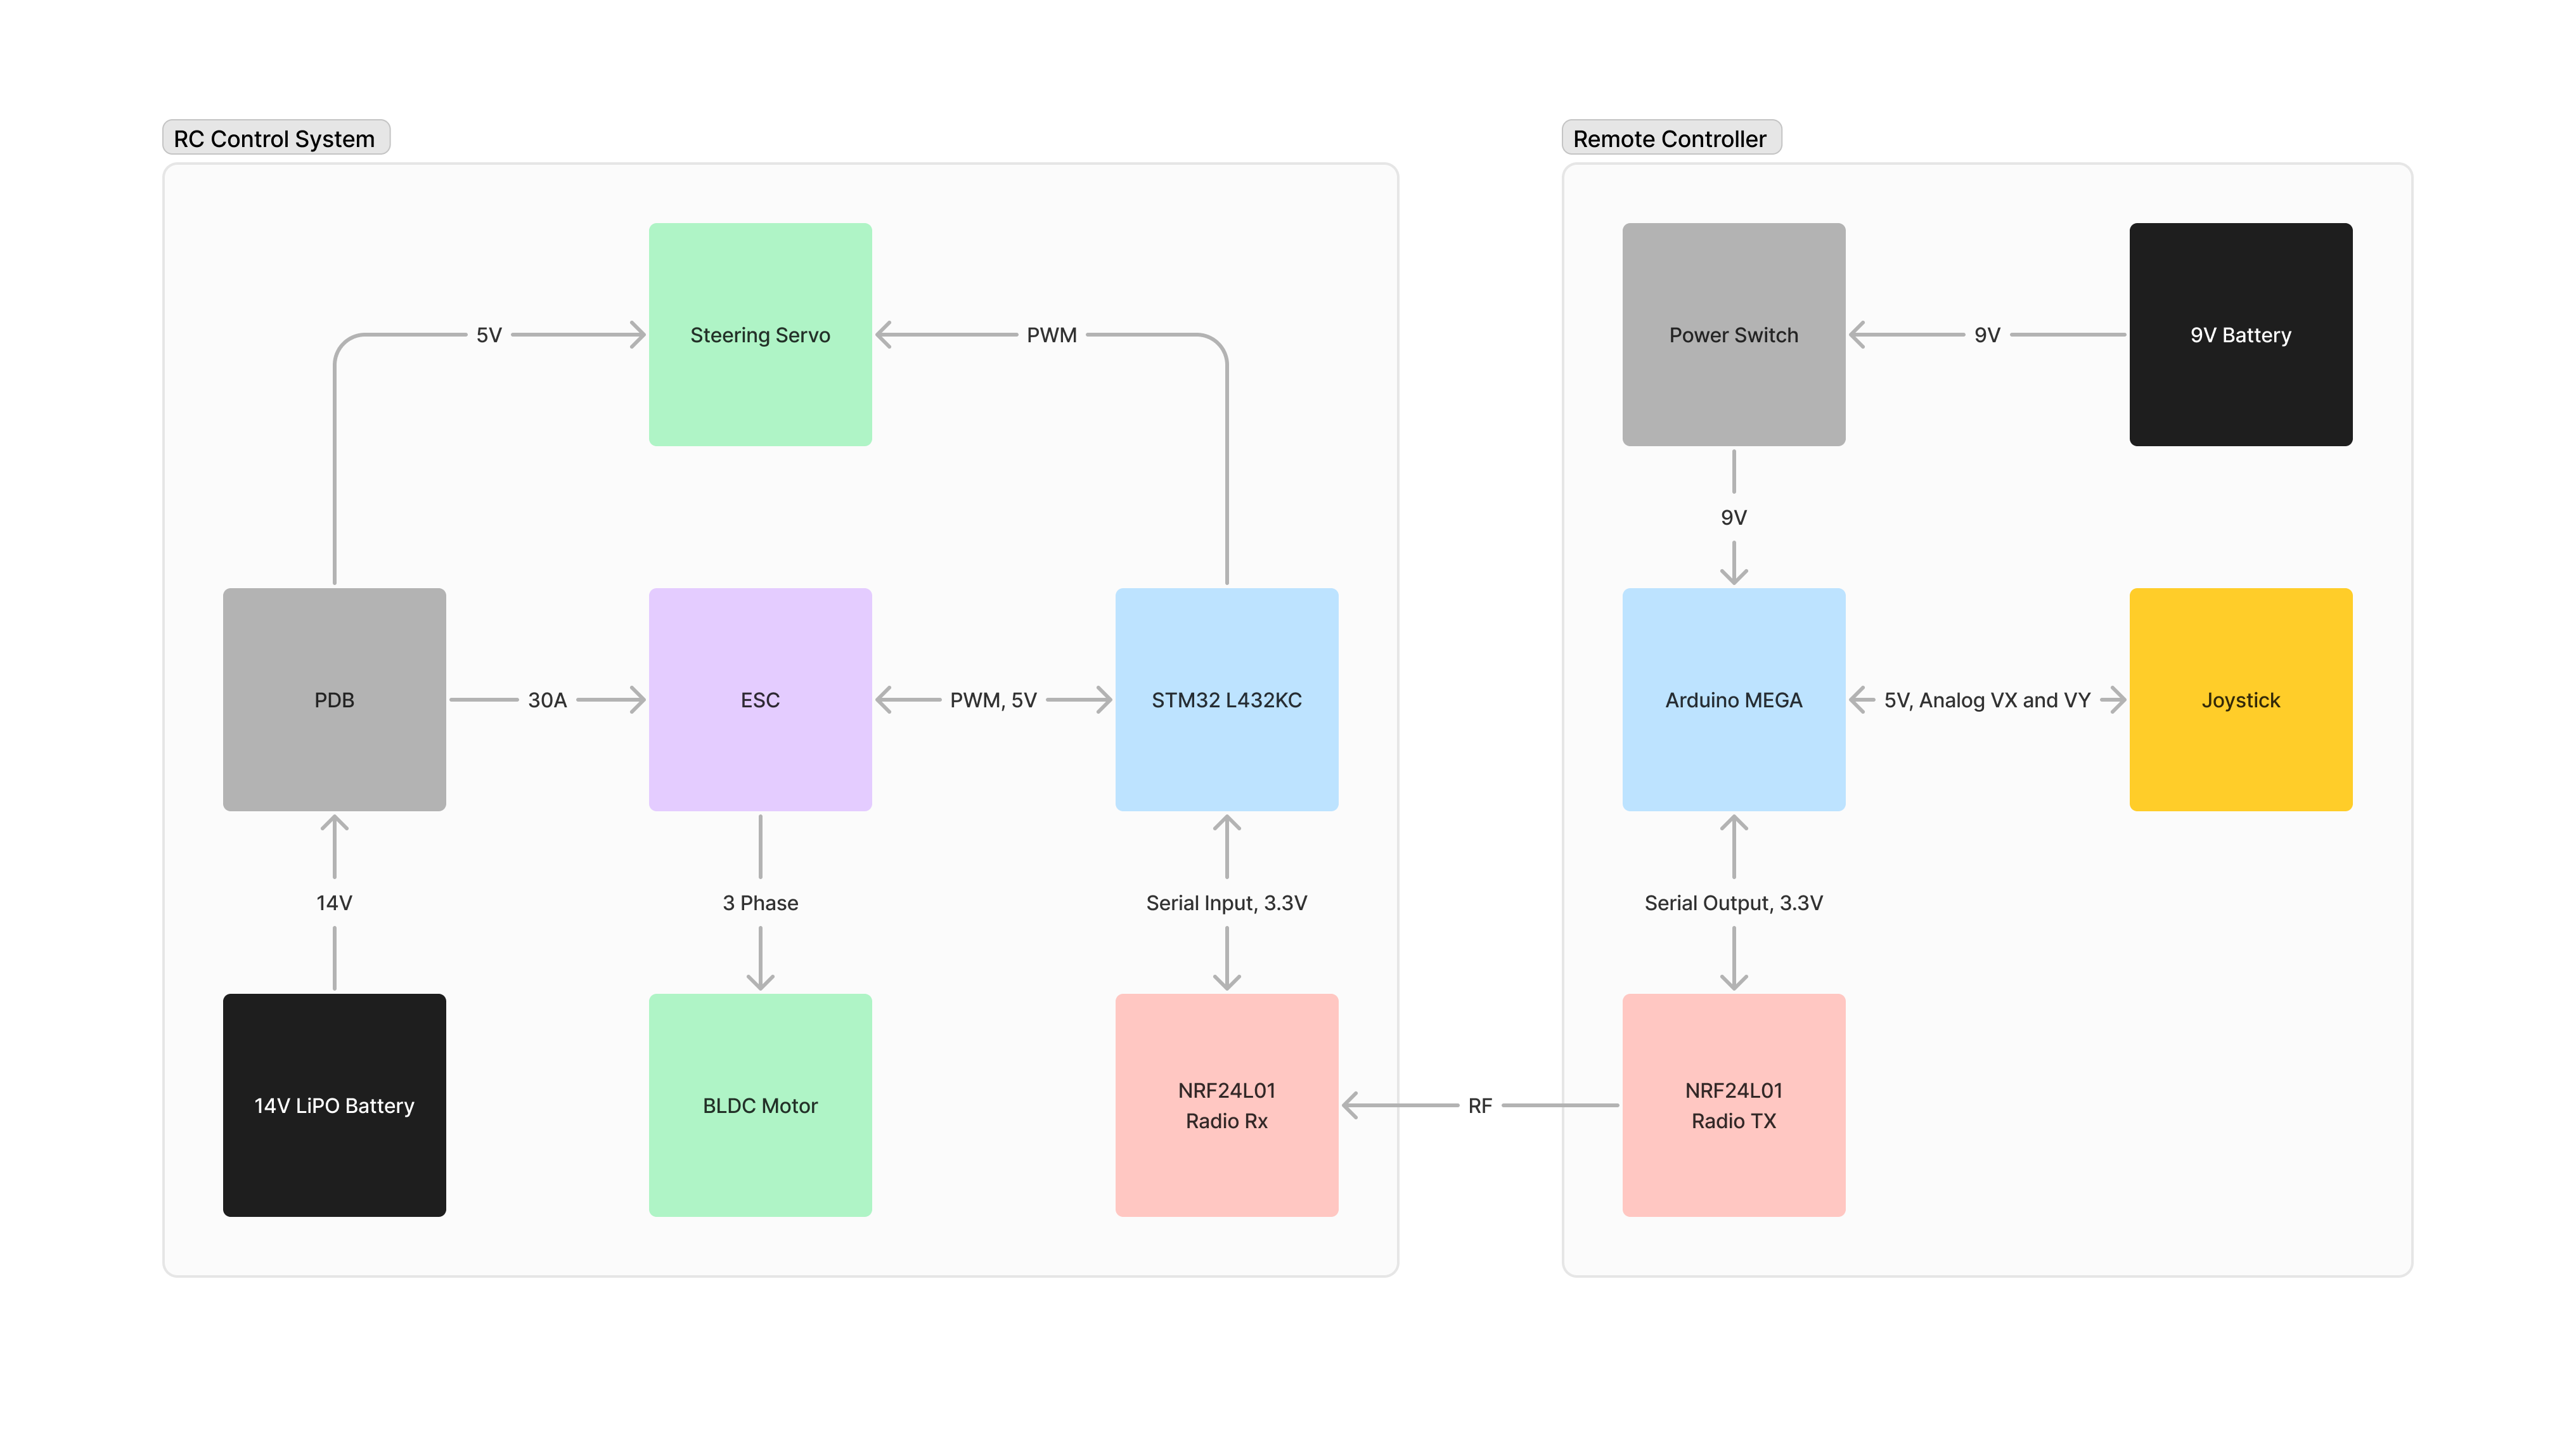 RC Control System
Remote Controller
5V
Steering Servo
PWM
Power Switch
9V
9V Battery
9V
PDB
30A
ESC
PWM, 5V
STM32 L432KC
Arduino MEGA
5V, Analog VX and VY
Joystick
14V
3 Phase
Serial Input, 3.3V
Serial Output, 3.3V
14V LiPO Battery
BLDC Motor
NRF24L01
Radio Rx
RF
NRF24L01
Radio TX